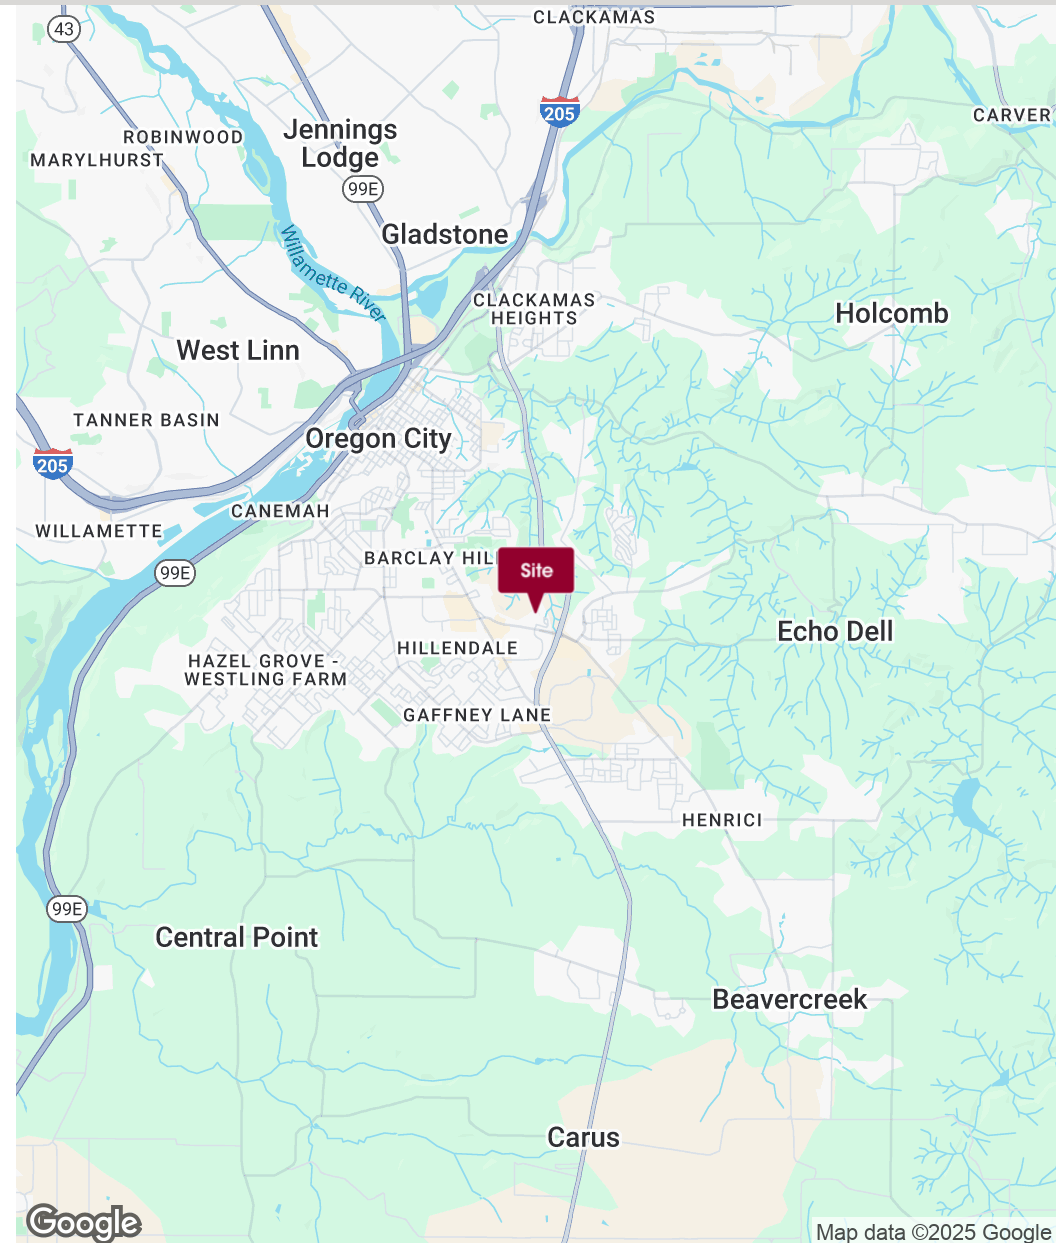 CLACKAMAS
43
205
CARVER
Jennings
Lodge
ROBINWOOD
MARYLHURST
99E
Gladstone
Willamette River
CLACKAMAS
HEIGHTS
Holcomb
West Linn
TANNER BASIN
Oregon City
205
CANEMAH
WILLAMETTE
BARCLAY HIL
99E
Site
Echo Dell
HILLENDALE
HAZEL GROVE -
WESTLING FARM
GAFFNEY LANE
HENRICI
99E
Central Point
Beavercreek
Carus
Google
Map data ©2025 Google